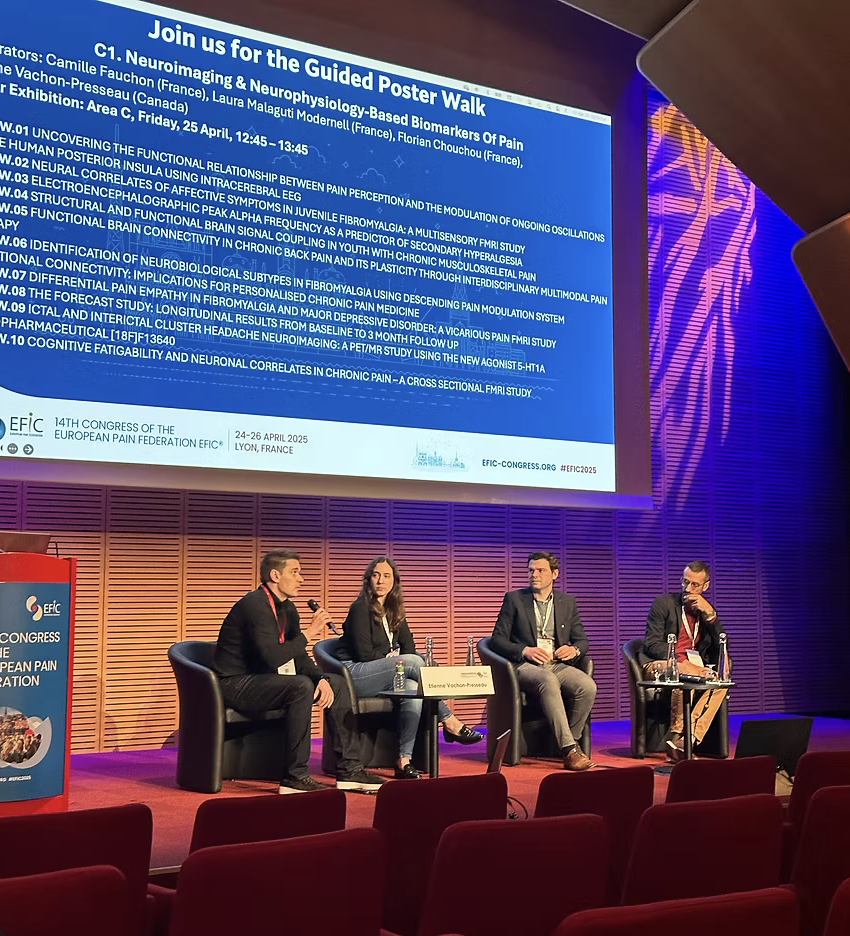 Join us for the Guided Poster Walk
C1. Neuroimaging & Neurophysiology-Based Biomarkers Of Pain
rators: Camille Fauchon (France), Laura Malaguti Modernell (France), Florian Chouchou (France),
ne Vachon-Presseau (Canada)
r Exhibition: Area C, Friday, 25 April, 12:45 – 13:45
W.01 UNCOVERING THE FUNCTIONAL RELATIONSHIP BETWEEN PAIN PERCEPTION AND THE MODULATION OF ONGOING OSCILLATIONS
E HUMAN POSTERIOR INSULA USING INTRACEREBRAL EEG
W.02 NEURAL CORRELATES OF AFFECTIVE SYMPTOMS IN JUVENILE FIBROMYALGIA: A MULTISENSORY FMRI STUDY
W.03 ELECTROENCEPHALOGRAPHIC PEAK ALPHA FREQUENCY AS A PREDICTOR OF SECONDARY HYPERALGESIA
W.04 STRUCTURAL AND FUNCTIONAL BRAIN SIGNAL COUPLING IN YOUTH WITH CHRONIC MUSCULOSKELETAL PAIN
W.05 FUNCTIONAL BRAIN CONNECTIVITY IN CHRONIC BACK PAIN AND ITS PLASTICITY THROUGH INTERDISCIPLINARY MULTIMODAL PAIN
APY
W.06 IDENTIFICATION OF NEUROBIOLOGICAL SUBTYPES IN FIBROMYALGIA USING DESCENDING PAIN MODULATION SYSTEM
TIONAL CONNECTIVITY: IMPLICATIONS FOR PERSONALISED CHRONIC PAIN MEDICINE
W.07 DIFFERENTIAL PAIN EMPATHY IN FIBROMYALGIA AND MAJOR DEPRESSIVE DISORDER: A VICARIOUS PAIN FMRI STUDY
W.08 THE FORECAST STUDY: LONGITUDINAL RESULTS FROM BASELINE TO 3 MONTH FOLLOW UP
W.09 ICTAL AND INTERICTAL CLUSTER HEADACHE NEUROIMAGING: A PET/MR STUDY USING THE NEW AGONIST 5-HT1A
PHARMACEUTICAL [18F]F13640
W.10 COGNITIVE FATIGABILITY AND NEURONAL CORRELATES IN CHRONIC PAIN – A CROSS SECTIONAL FMRI STUDY
EFIC
14TH CONGRESS OF THE
EUROPEAN PAIN FEDERATION EFIC®
24-26 APRIL 2025
LYON, FRANCE
EFIC-CONGRESS.ORG #EFIC2025
EFIC
CONGRESS
HE
PEAN PAIN
RATION
#EFIC2025
Etienne Vachon-Presseau